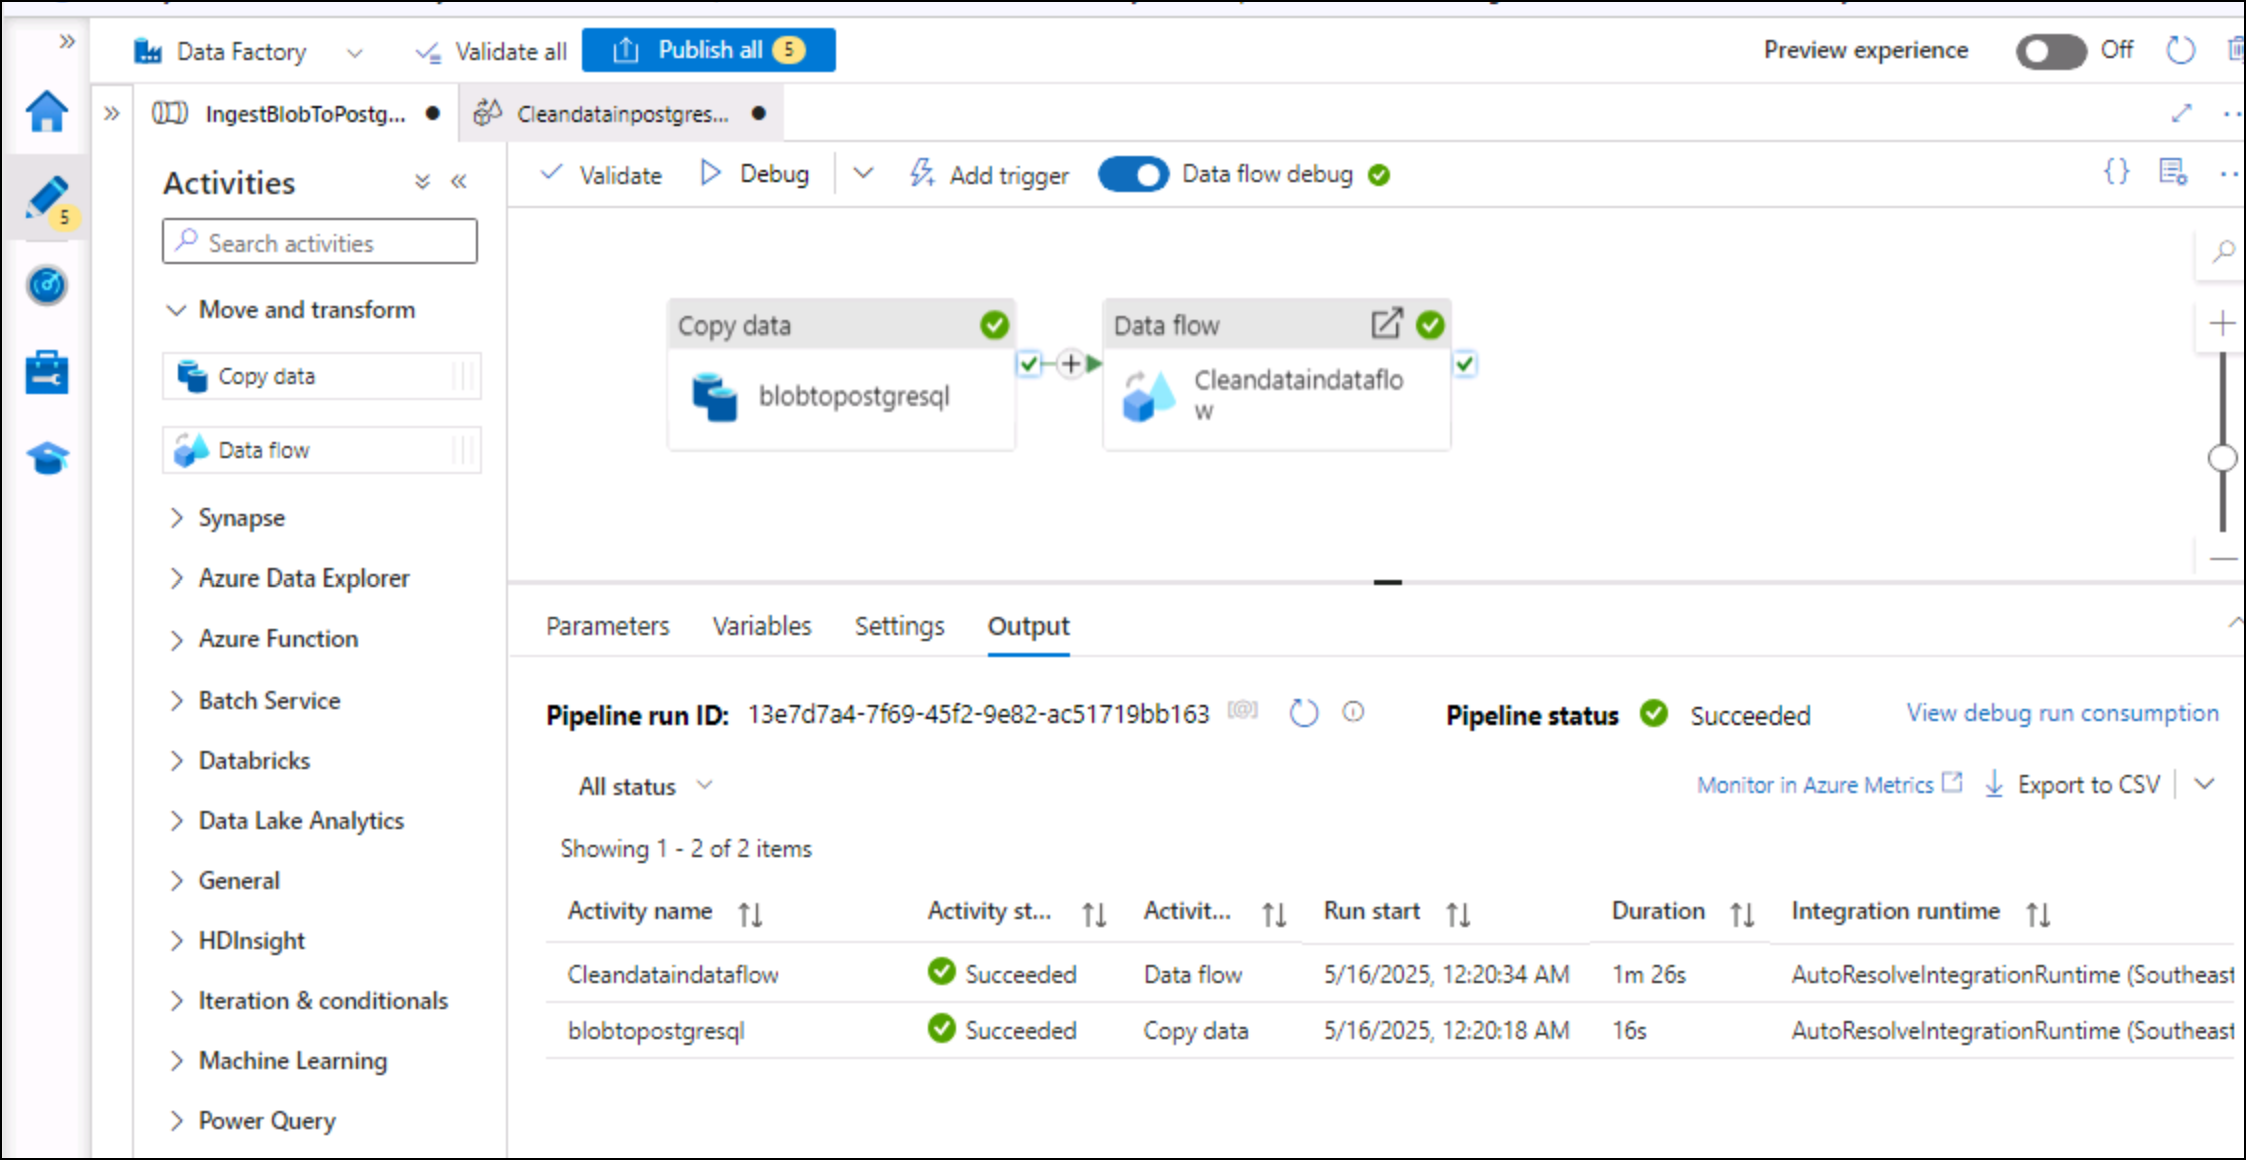 Data Factory
Validate all
Publish all 5
Preview experience
Off
5
IngestBlobToPostg...
Cleandatainpostgres...
Activities
Search activities
Move and transform
Copy data
Data flow
Synapse
Azure Data Explorer
Azure Function
Batch Service
Databricks
Data Lake Analytics
General
HDInsight
Iteration & conditionals
Machine Learning
Power Query
Validate
Debug
Add trigger
Data flow debug
Copy data
blobtopostgresql
Data flow
Cleandataindataflo
w
Parameters Variables Settings Output
Pipeline run ID: 13e7d7a4-7f69-45f2-9e82-ac51719bb163
Pipeline status Succeeded
View debug run consumption
All status
Monitor in Azure Metrics
Export to CSV
Showing 1 - 2 of 2 items
Activity name Activity st... Activit... Run start Duration Integration runtime
Cleandataindataflow Succeeded Data flow 5/16/2025, 12:20:34 AM 1m 26s AutoResolveIntegrationRuntime (Southeast
blobtopostgresql Succeeded Copy data 5/16/2025, 12:20:18 AM 16s AutoResolveIntegrationRuntime (Southeast